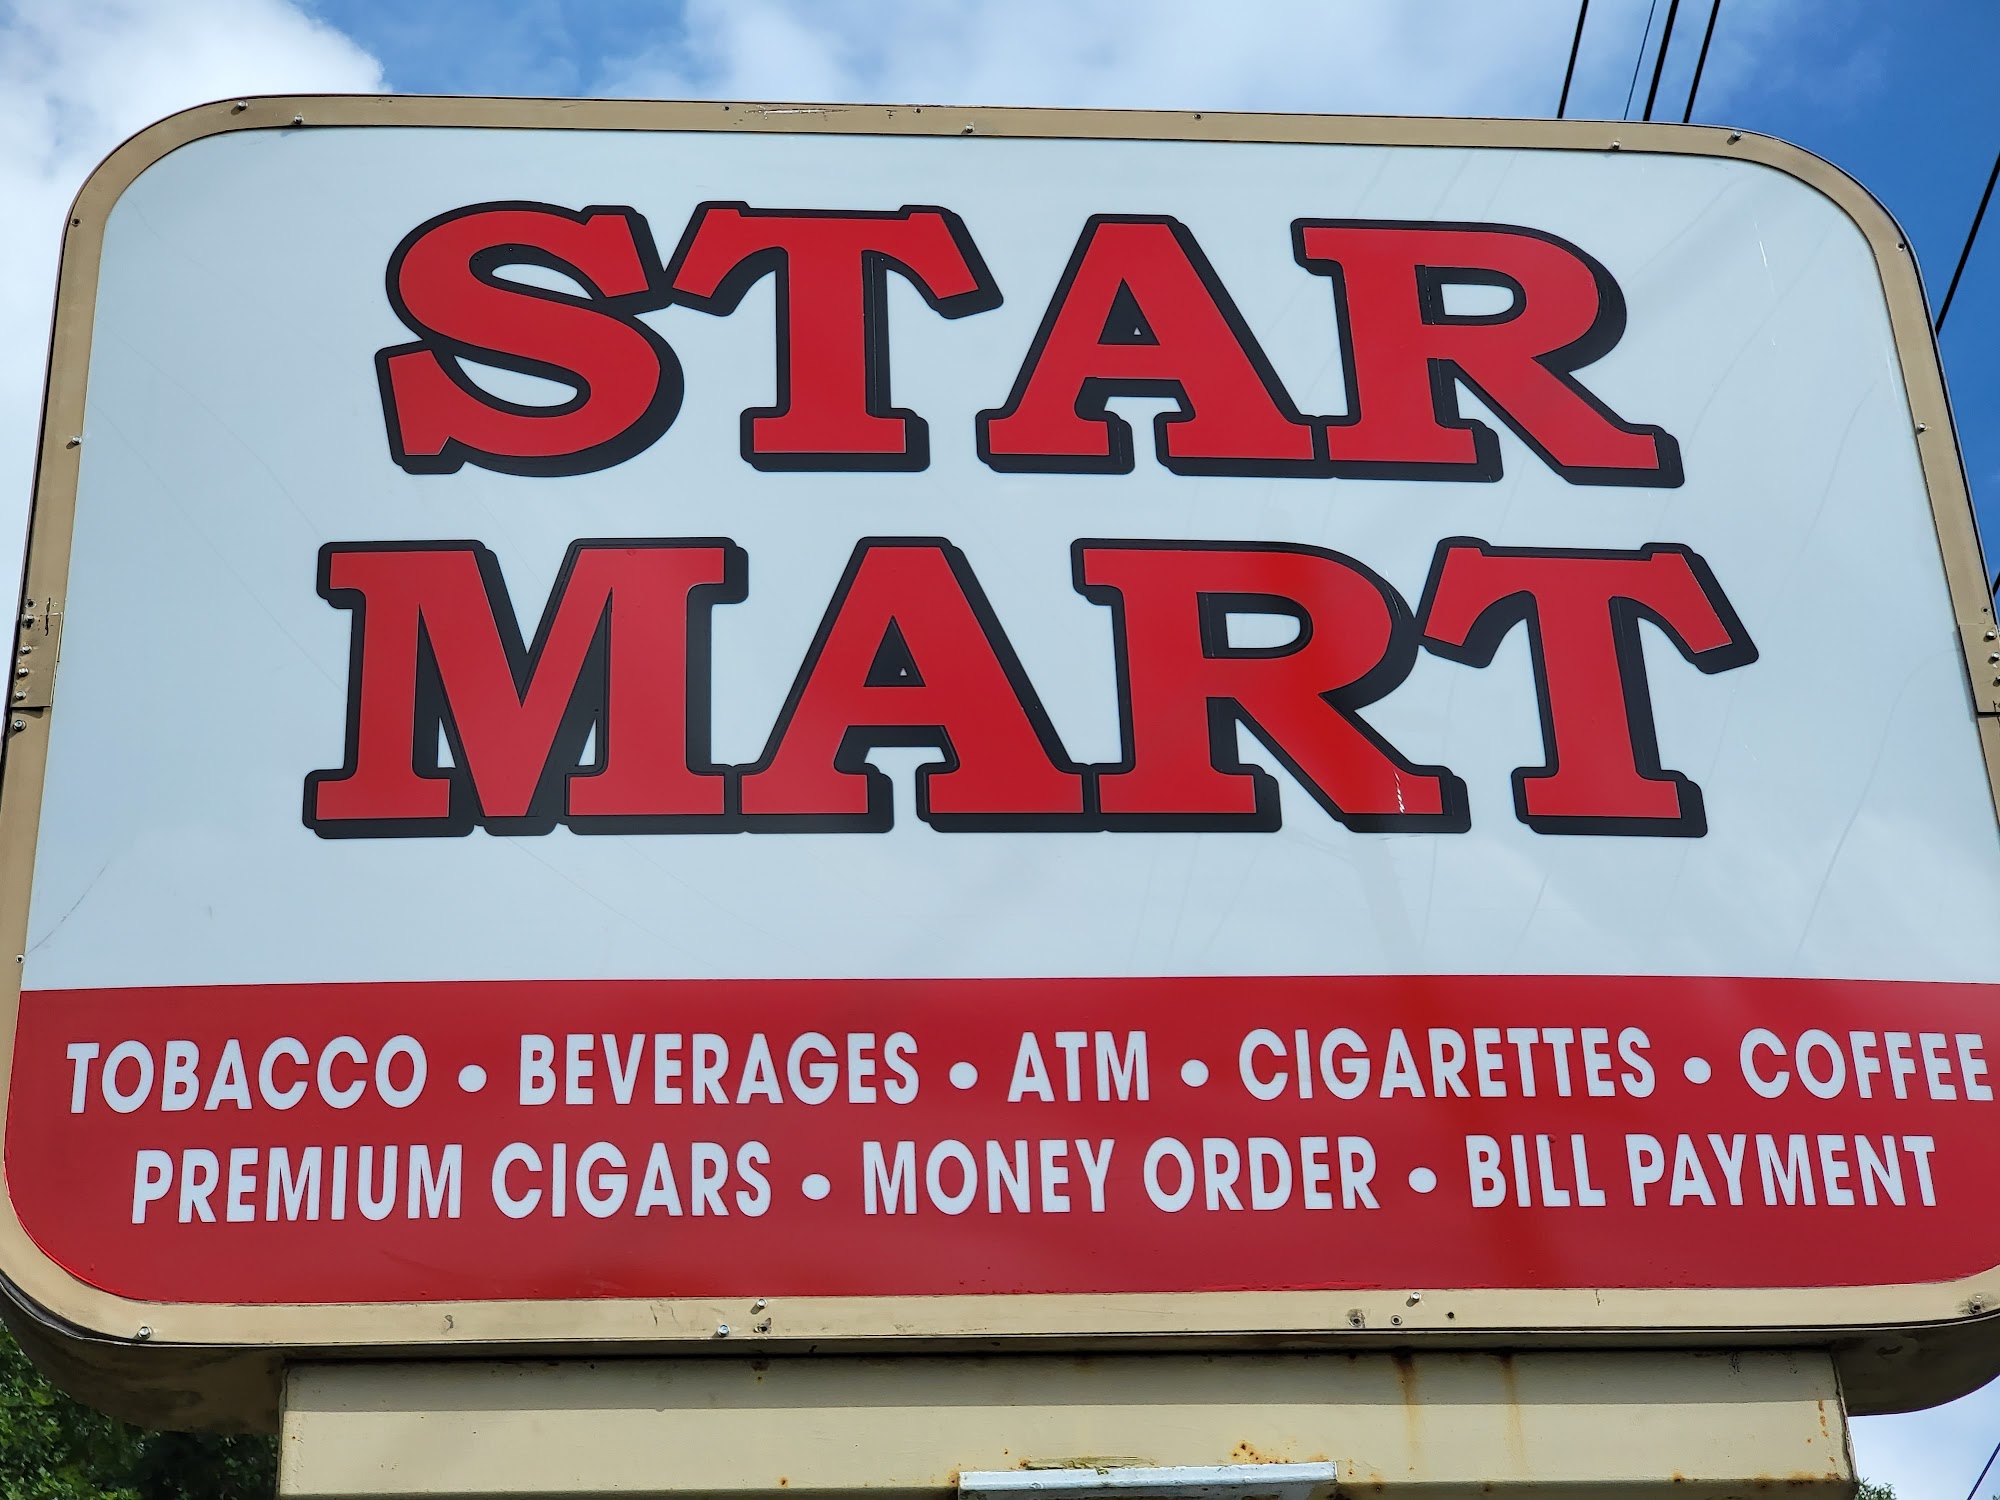 STAR
MART
TOBACCO • BEVERAGES • ATM • CIGARETTES • COFFEE
PREMIUM CIGARS • MONEY ORDER • BILL PAYMENT